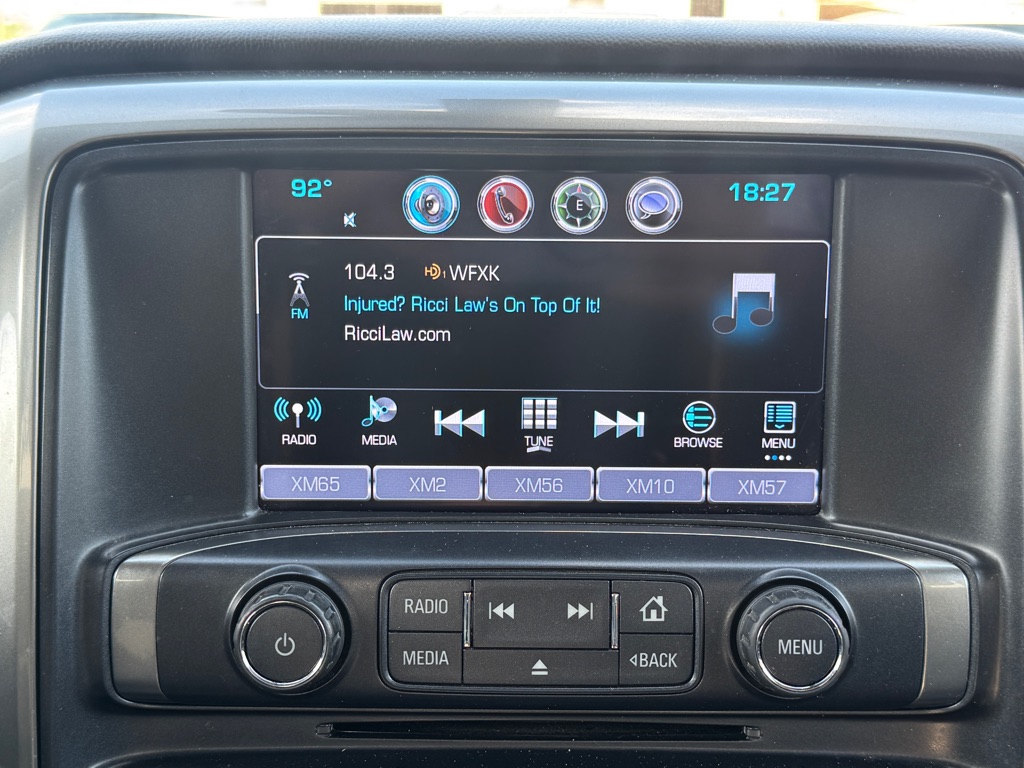 92°
E
18:27
104.3 HD1 WFXK
FM
Injured? Ricci Law's On Top Of It!
RicciLaw.com
RADIO MEDIA TUNE BROWSE MENU
XM65 XM2 XM56 XM10 XM57
RADIO
MEDIA
BACK
MENU